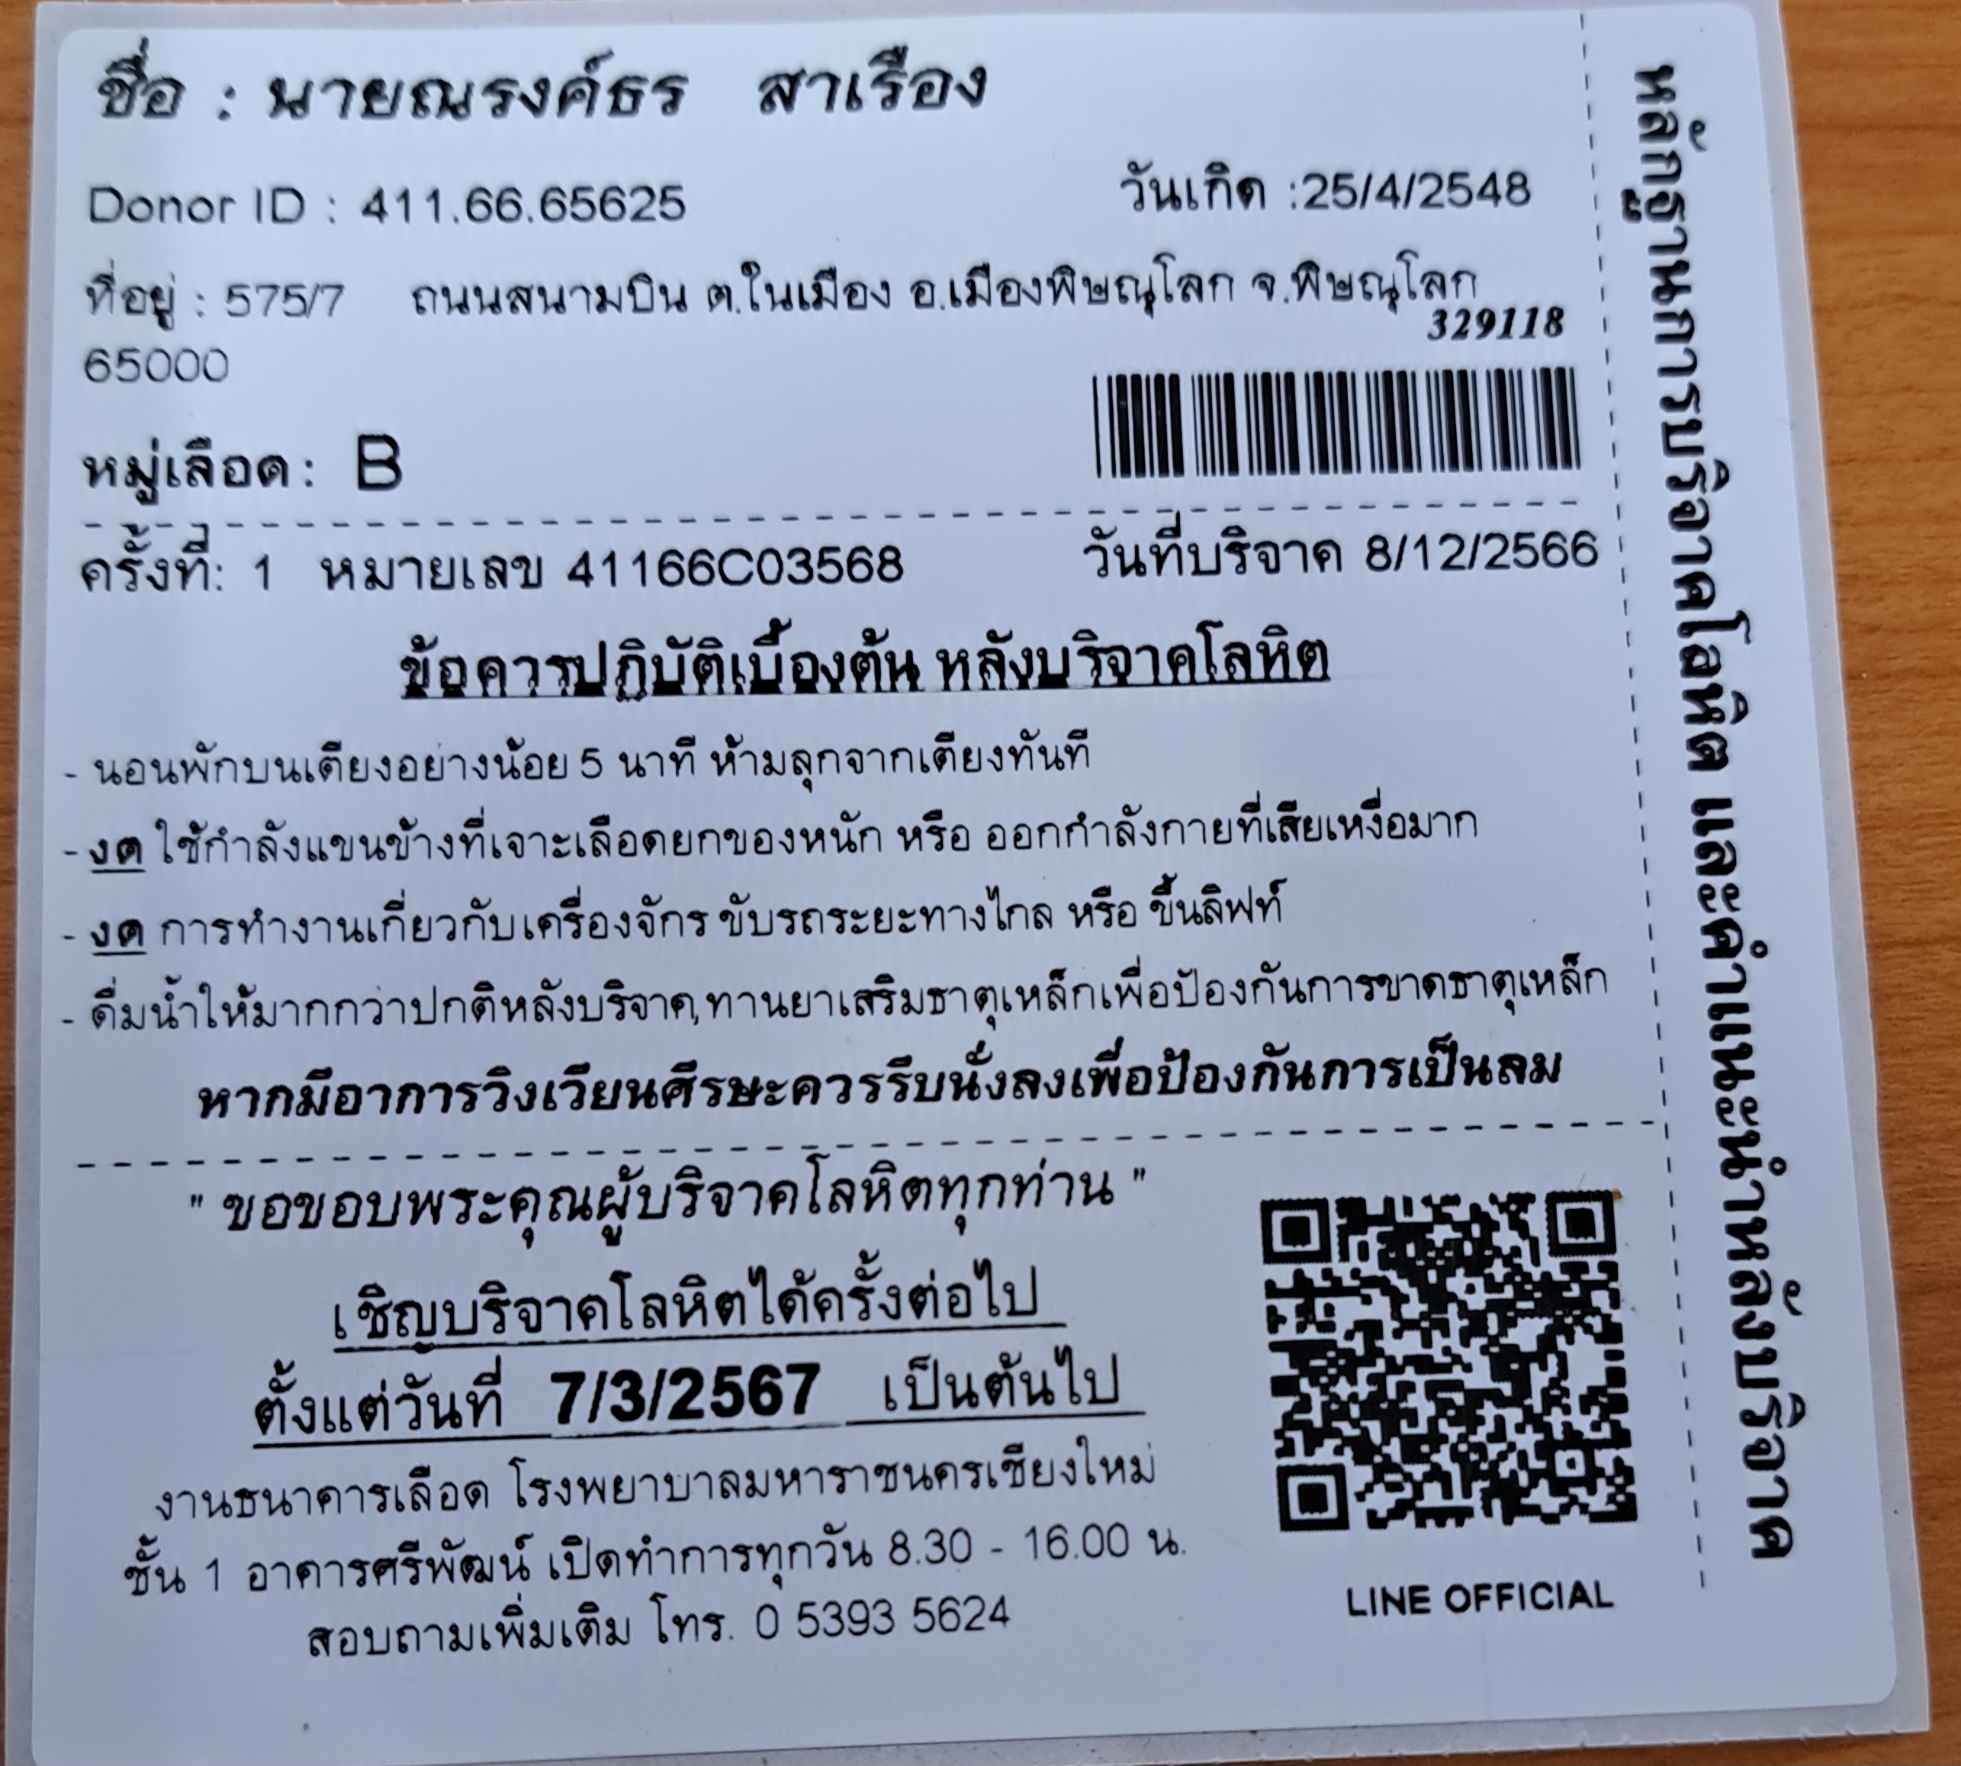 ชื่อ : นายณรงค์ธร สาเรือง
Donor ID : 411.66.65625 วันเกิด :25/4/2548
ที่อยู่ : 575/7 ถนนสนามบิน ต.ในเมือง อ.เมืองพิษณุโลก จ.พิษณุโลก
65000
329118
หมู่เลือด: B
ครั้งที่: 1 หมายเลข 41166C03568 วันที่บริจาค 8/12/2566
ข้อควรปฏิบัติเบื้องต้น หลังบริจาคโลหิต
- นอนพักบนเตียงอย่างน้อย 5 นาที ห้ามลุกจากเตียงทันที
- งด ใช้กำลังแขนข้างที่เจาะเลือดยกของหนัก หรือ ออกกำลังกายที่เสียเหงื่อมาก
- งด การทำงานเกี่ยวกับเครื่องจักร ขับรถระยะทางไกล หรือ ขึ้นลิฟท์
- ดื่มน้ำให้มากกว่าปกติหลังบริจาค,ทานยาเสริมธาตุเหล็กเพื่อป้องกันการขาดธาตุเหล็ก
หากมีอาการวิงเวียนศีรษะควรรีบนั่งลงเพื่อป้องกันการเป็นลม
" ขอขอบพระคุณผู้บริจาคโลหิตทุกท่าน "
เชิญบริจาคโลหิตได้ครั้งต่อไป
ตั้งแต่วันที่ 7/3/2567 เป็นต้นไป
งานธนาคารเลือด โรงพยาบาลมหาราชนครเชียงใหม่
ชั้น 1 อาคารศรีพัฒน์ เปิดทำการทุกวัน 8.30 - 16.00 น.
สอบถามเพิ่มเติม โทร. 0 5393 5624
LINE OFFICIAL
หลักฐานการบริจาคโลหิต และคำแนะนำหลังบริจาค